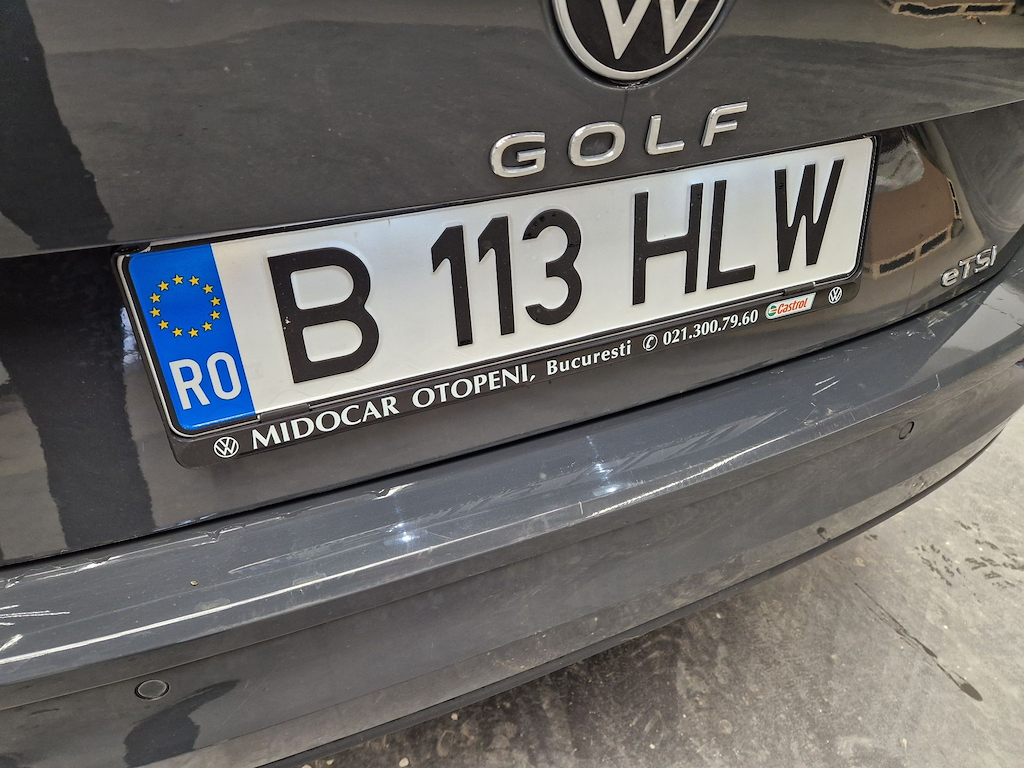 GOLF
B 113 HLW
RO
eTSI
MIDOCAR OTOPENI, Bucuresti ✆ 021.300.79.60 Castrol